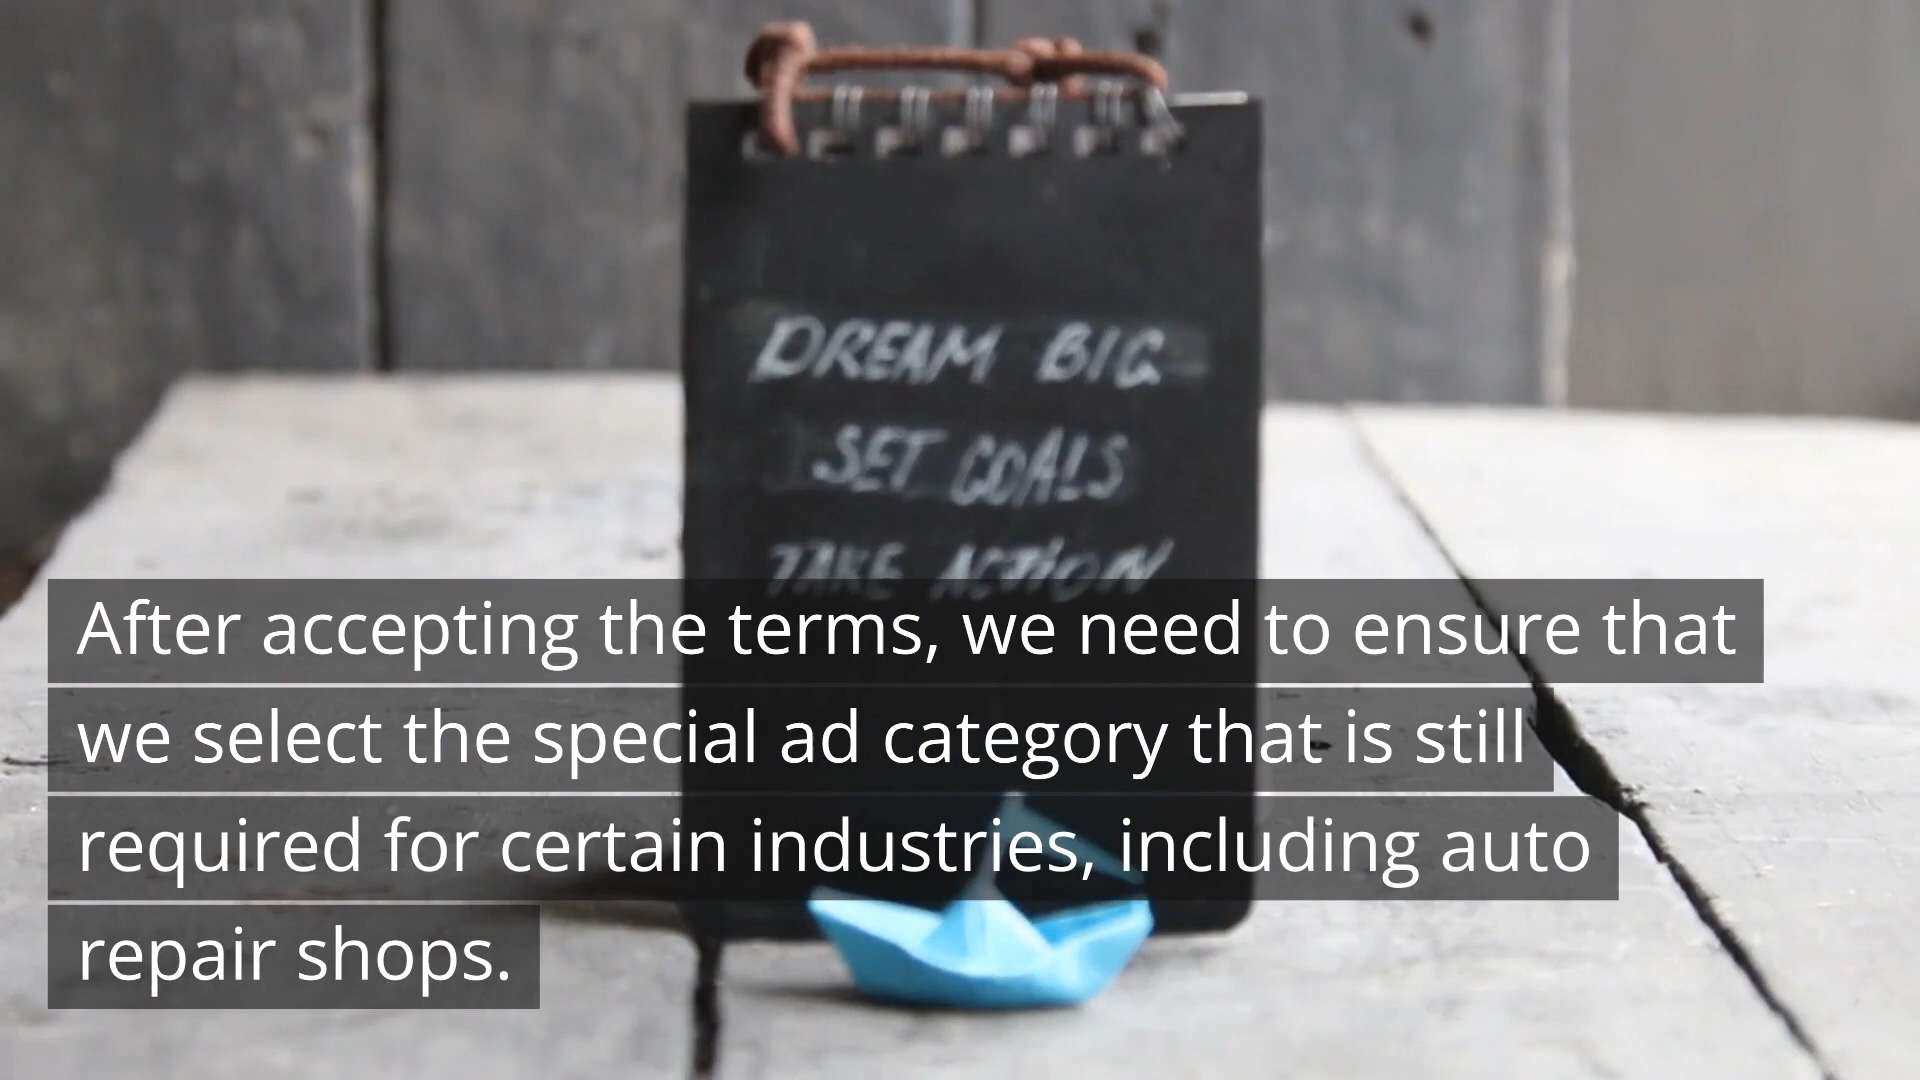 DREAM BIG
SET GOALS
TAKE ACTION
After accepting the terms, we need to ensure that
we select the special ad category that is still
required for certain industries, including auto
repair shops.